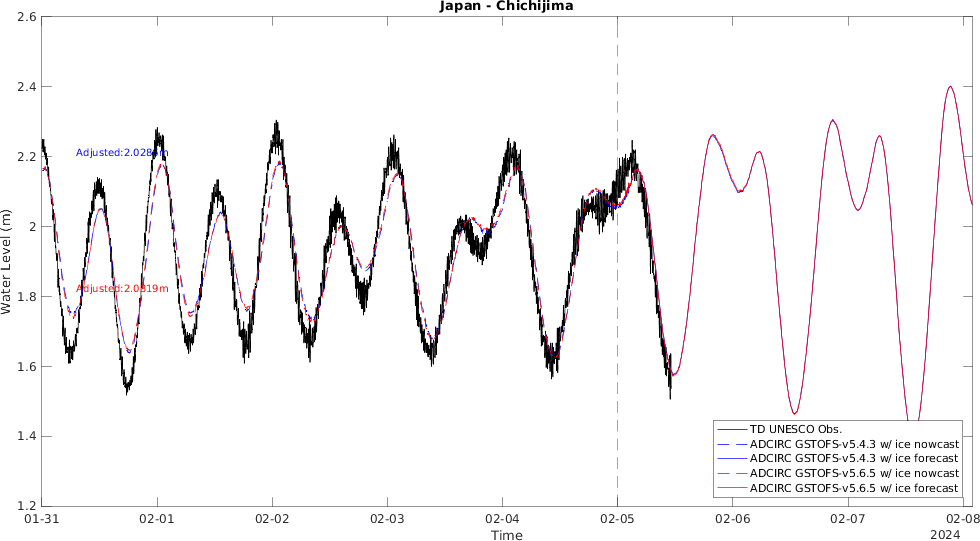 Japan - Chichijima
2.6
2.4
2.2
2
1.8
1.6
1.4
1.2
Water Level (m)
01-31
02-01
02-02
02-03
02-04
02-05
02-06
02-07
02-08
2024
Time
TD UNESCO Obs.
ADCIRC GSTOFS-v5.4.3 w/ ice nowcast
ADCIRC GSTOFS-v5.4.3 w/ ice forecast
ADCIRC GSTOFS-v5.6.5 w/ ice nowcast
ADCIRC GSTOFS-v5.6.5 w/ ice forecast